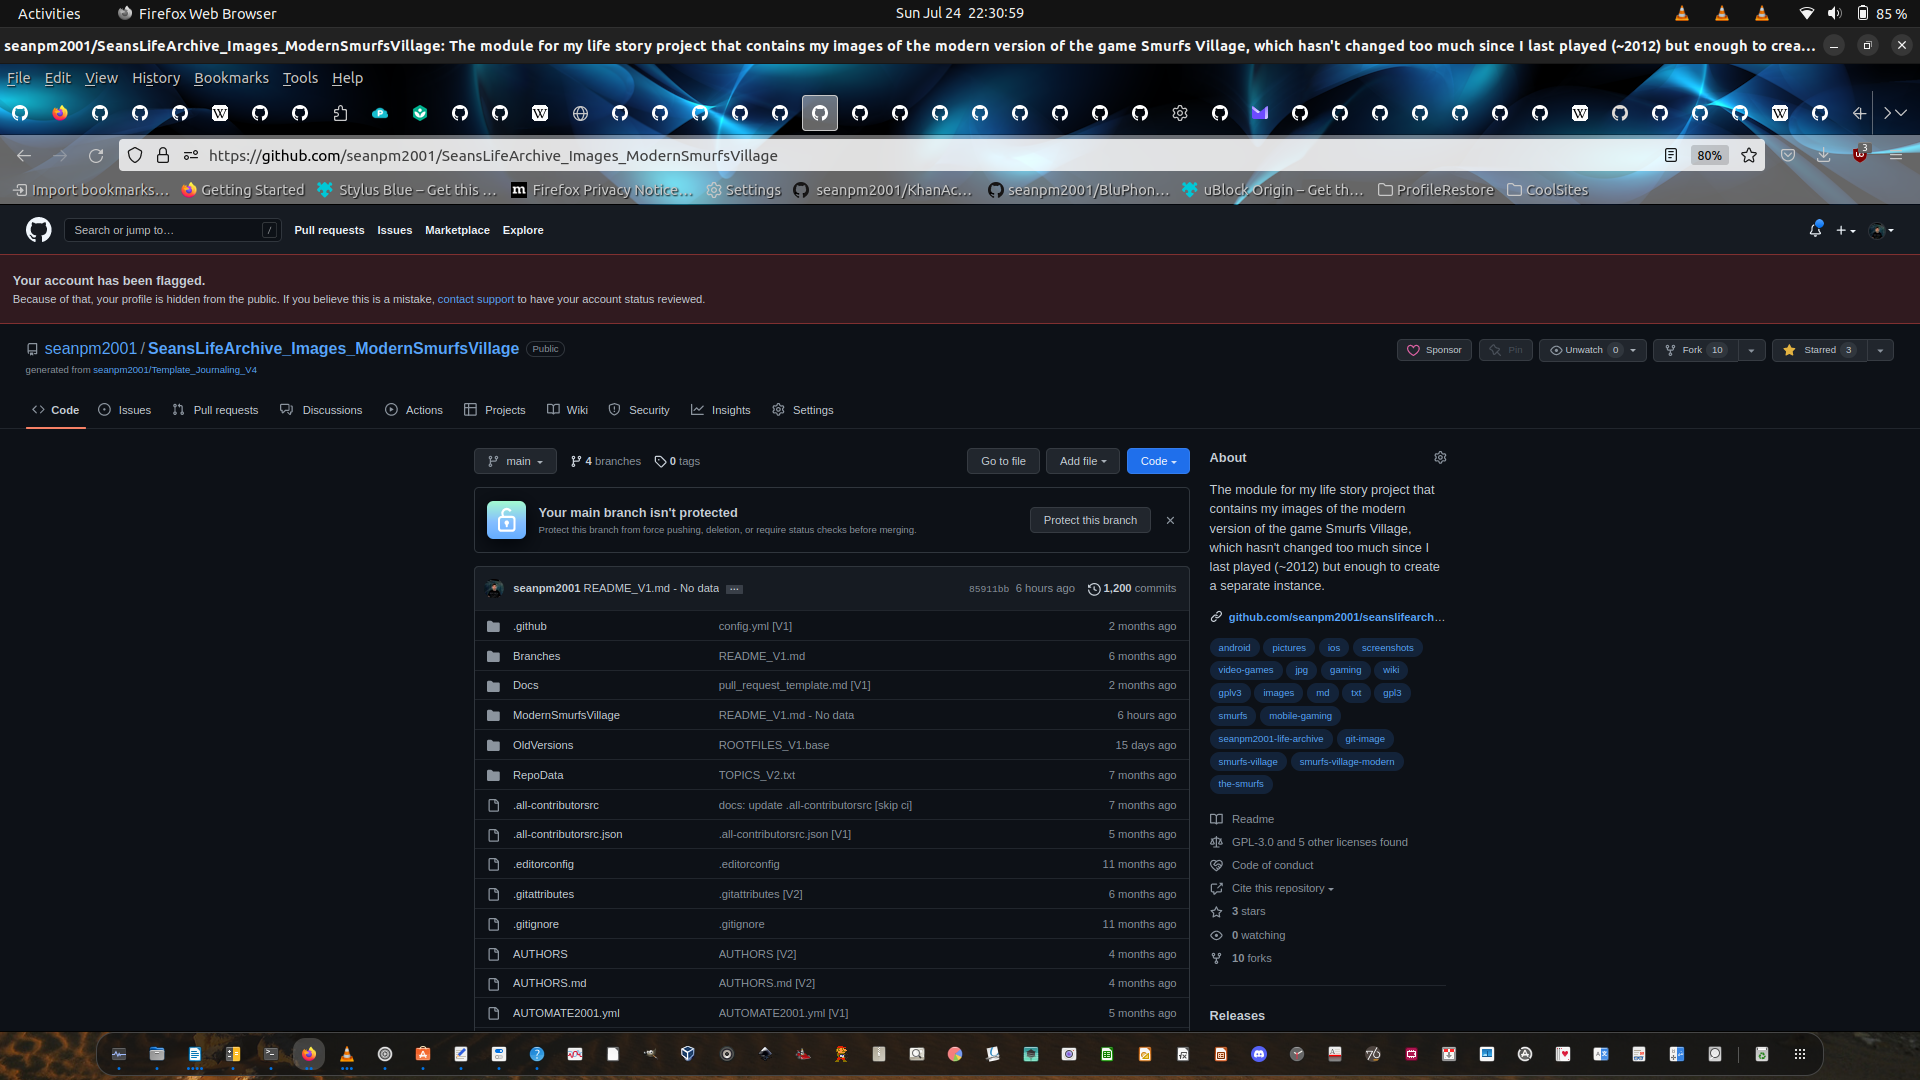 Activities Firefox Web Browser Sun Jul 24 22:30:59 85 %
seanpm2001/SeansLifeArchive_Images_ModernSmurfsVillage: The module for my life story project that contains my images of the modern version of the game Smurfs Village, which hasn't changed too much since I last played (~2012) but enough to crea...
File Edit View History Bookmarks Tools Help
https://github.com/seanpm2001/SeansLifeArchive_Images_ModernSmurfsVillage 80% 3
Import bookmarks... Getting Started Stylus Blue – Get this ... Firefox Privacy Notice... Settings seanpm2001/KhanAc... seanpm2001/BluPhon... uBlock Origin – Get th... ProfileRestore CoolSites
Search or jump to... / Pull requests Issues Marketplace Explore
Your account has been flagged.
Because of that, your profile is hidden from the public. If you believe this is a mistake, contact support to have your account status reviewed.
seanpm2001 / SeansLifeArchive_Images_ModernSmurfsVillage Public Sponsor Pin Unwatch 0 Fork 10 Starred 3
generated from seanpm2001/Template_Journaling_V4
Code Issues Pull requests Discussions Actions Projects Wiki Security Insights Settings
main 4 branches 0 tags Go to file Add file Code
Your main branch isn't protected
Protect this branch from force pushing, deletion, or require status checks before merging.
Protect this branch
seanpm2001 README_V1.md - No data ... 85911bb 6 hours ago 1,200 commits
.github config.yml [V1] 2 months ago
Branches README_V1.md 6 months ago
Docs pull_request_template.md [V1] 2 months ago
ModernSmurfsVillage README_V1.md - No data 6 hours ago
OldVersions ROOTFILES_V1.base 15 days ago
RepoData TOPICS_V2.txt 7 months ago
.all-contributorsrc docs: update .all-contributorsrc [skip ci] 7 months ago
.all-contributorsrc.json .all-contributorsrc.json [V1] 5 months ago
.editorconfig .editorconfig 11 months ago
.gitattributes .gitattributes [V2] 6 months ago
.gitignore .gitignore 11 months ago
AUTHORS AUTHORS [V2] 4 months ago
AUTHORS.md AUTHORS.md [V2] 4 months ago
AUTOMATE2001.yml AUTOMATE2001.yml [V1] 5 months ago
About
The module for my life story project that
contains my images of the modern
version of the game Smurfs Village,
which hasn't changed too much since I
last played (~2012) but enough to create
a separate instance.
github.com/seanpm2001/seanslifearch...
android pictures ios screenshots
video-games jpg gaming wiki
gplv3 images md txt gpl3
smurfs mobile-gaming
seanpm2001-life-archive git-image
smurfs-village smurfs-village-modern
the-smurfs
Readme
GPL-3.0 and 5 other licenses found
Code of conduct
Cite this repository
3 stars
0 watching
10 forks
Releases